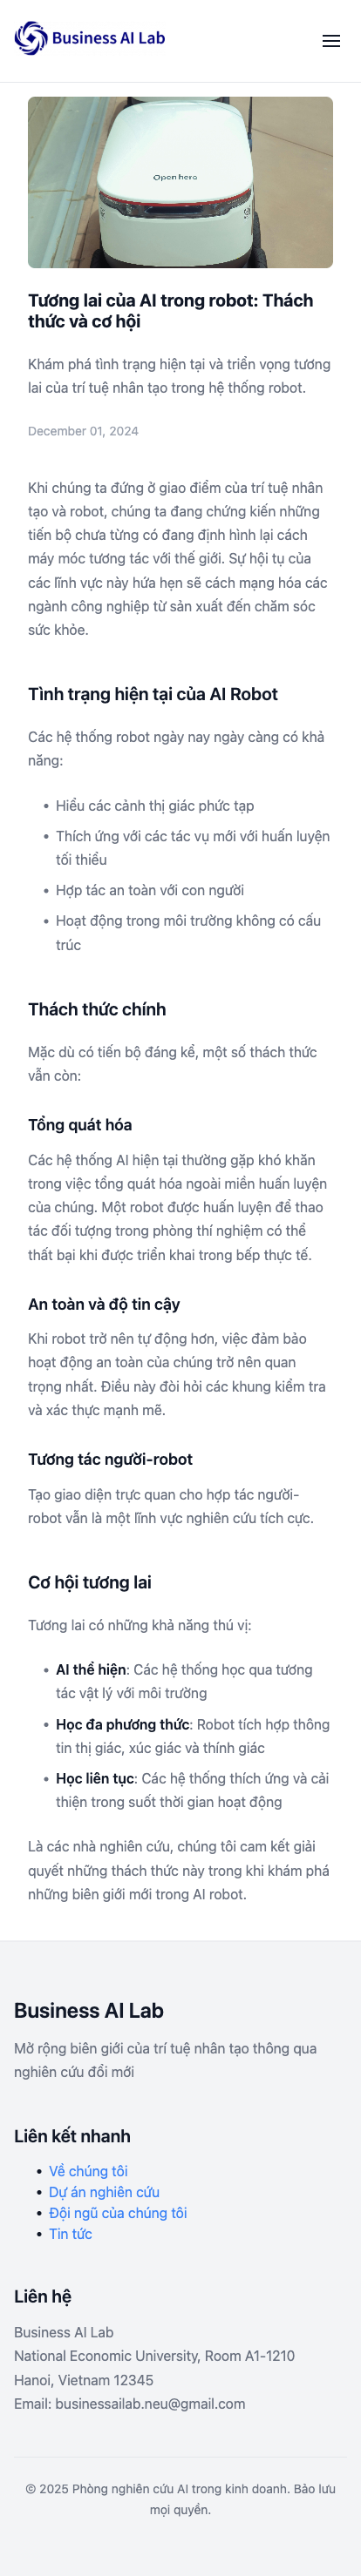 Business AI Lab
Open hero
Tương lai của AI trong robot: Thách
thức và cơ hội
Khám phá tình trạng hiện tại và triển vọng tương
lai của trí tuệ nhân tạo trong hệ thống robot.
December 01, 2024
Khi chúng ta đứng ở giao điểm của trí tuệ nhân
tạo và robot, chúng ta đang chứng kiến những
tiến bộ chưa từng có đang định hình lại cách
máy móc tương tác với thế giới. Sự hội tụ của
các lĩnh vực này hứa hẹn sẽ cách mạng hóa các
ngành công nghiệp từ sản xuất đến chăm sóc
sức khỏe.
Tình trạng hiện tại của AI Robot
Các hệ thống robot ngày nay ngày càng có khả
năng:
• Hiểu các cảnh thị giác phức tạp
• Thích ứng với các tác vụ mới với huấn luyện
tối thiểu
• Hợp tác an toàn với con người
• Hoạt động trong môi trường không có cấu
trúc
Thách thức chính
Mặc dù có tiến bộ đáng kể, một số thách thức
vẫn còn:
Tổng quát hóa
Các hệ thống AI hiện tại thường gặp khó khăn
trong việc tổng quát hóa ngoài miền huấn luyện
của chúng. Một robot được huấn luyện để thao
tác đối tượng trong phòng thí nghiệm có thể
thất bại khi được triển khai trong bếp thực tế.
An toàn và độ tin cậy
Khi robot trở nên tự động hơn, việc đảm bảo
hoạt động an toàn của chúng trở nên quan
trọng nhất. Điều này đòi hỏi các khung kiểm tra
và xác thực mạnh mẽ.
Tương tác người-robot
Tạo giao diện trực quan cho hợp tác người-
robot vẫn là một lĩnh vực nghiên cứu tích cực.
Cơ hội tương lai
Tương lai có những khả năng thú vị:
• AI thể hiện: Các hệ thống học qua tương
tác vật lý với môi trường
• Học đa phương thức: Robot tích hợp thông
tin thị giác, xúc giác và thính giác
• Học liên tục: Các hệ thống thích ứng và cải
thiện trong suốt thời gian hoạt động
Là các nhà nghiên cứu, chúng tôi cam kết giải
quyết những thách thức này trong khi khám phá
những biên giới mới trong AI robot.
Business AI Lab
Mở rộng biên giới của trí tuệ nhân tạo thông qua
nghiên cứu đổi mới
Liên kết nhanh
• Về chúng tôi
• Dự án nghiên cứu
• Đội ngũ của chúng tôi
• Tin tức
Liên hệ
Business AI Lab
National Economic University, Room A1-1210
Hanoi, Vietnam 12345
Email: businessailab.neu@gmail.com
© 2025 Phòng nghiên cứu AI trong kinh doanh. Bảo lưu
mọi quyền.